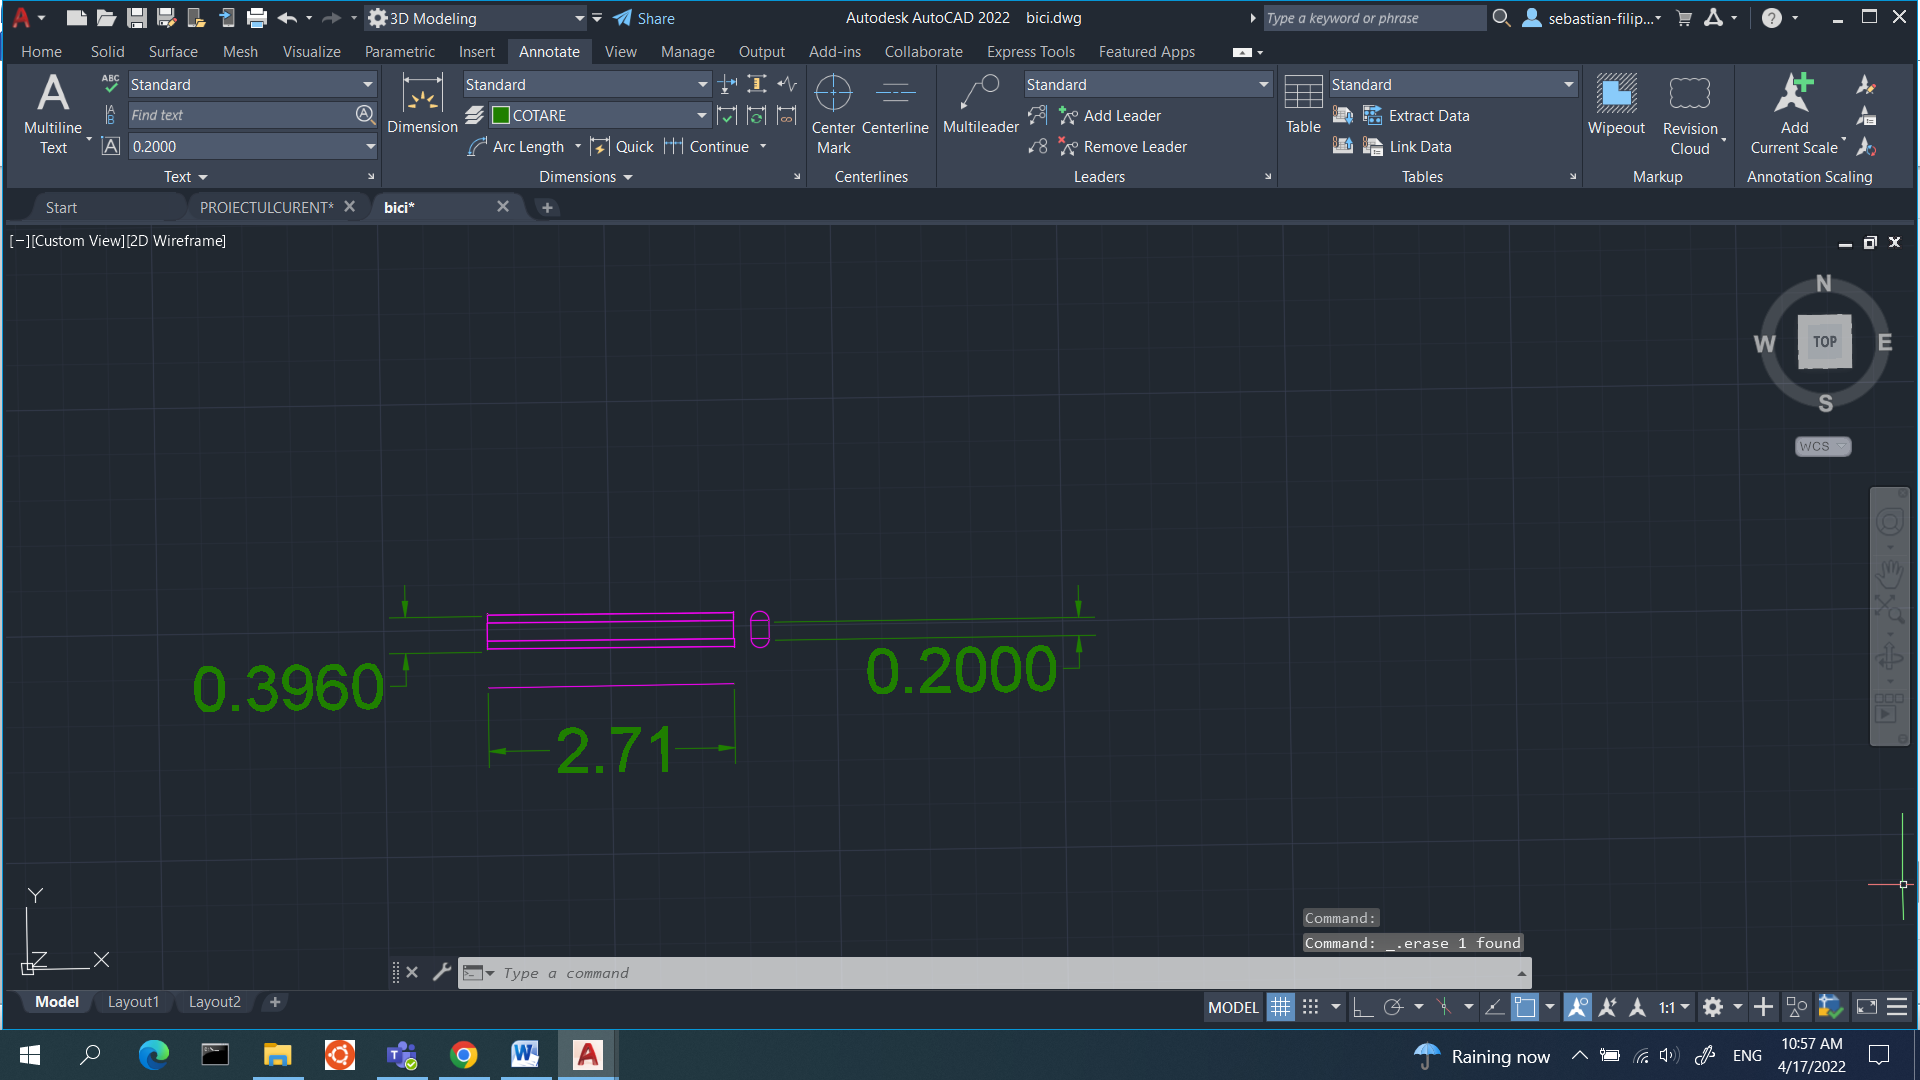 3D Modeling
Share
Autodesk AutoCAD 2022 bici.dwg
Type a keyword or phrase
sebastian-filip...
Home Solid Surface Mesh Visualize Parametric Insert Annotate View Manage Output Add-ins Collaborate Express Tools Featured Apps
Multiline
Text
ABC
Standard
Find text
0.2000
Text
Dimension
Standard
COTARE
Arc Length
Quick
Continue
Dimensions
Center
Mark
Centerline
Centerlines
Multileader
Standard
Add Leader
Remove Leader
Leaders
Table
Standard
Extract Data
Link Data
Tables
Wipeout
Revision
Cloud
Markup
Add
Current Scale
Annotation Scaling
Start
PROIECTULCURENT*
bici*
[−][Custom View][2D Wireframe]
N
W
TOP
E
S
WCS
0.3960
0.2000
2.71
Y
Z
X
Command:
Command: _.erase 1 found
Type a command
Model
Layout1
Layout2
MODEL
1:1
Raining now
ENG
10:57 AM
4/17/2022